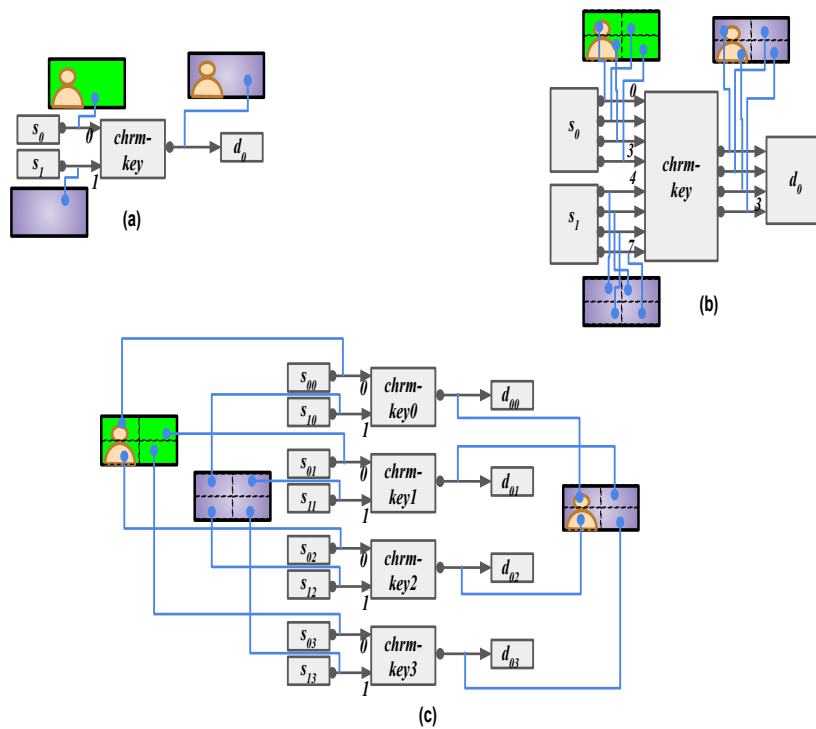 s0
0
chrm-
key
d0
s1
1
(a)
s0
0
3
s1
4
7
chrm-
key
3
d0
(b)
s00
0
s10
1
chrm-
key0
d00
s01
0
s11
1
chrm-
key1
d01
s02
0
s12
1
chrm-
key2
d02
s03
0
s13
1
chrm-
key3
d03
(c)